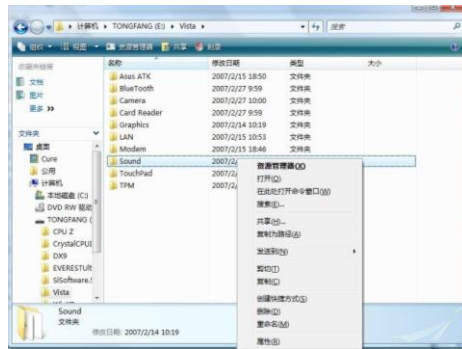 计算机 ▸ TONGFANG (E:) ▸ Vista ▸
搜索
组织 视图 资源管理器 共享 刻录
收藏夹链接
文档
图片
更多 »
文件夹
桌面
Cure
公用
计算机
本地磁盘 (C:)
DVD RW 驱动
TONGFANG (
CPU Z
CrystalCPUI
DX9
EVERESTUlt
SiSoftware.S
Vista
名称 修改日期 类型 大小
Asus ATK 2007/2/15 18:50 文件夹
BlueTooth 2007/2/27 9:59 文件夹
Camera 2007/2/27 10:00 文件夹
Card Reader 2007/2/27 9:59 文件夹
Graphics 2007/2/14 10:19 文件夹
LAN 2007/2/15 10:53 文件夹
Modem 2007/2/15 18:46 文件夹
Sound 2007/2/
TouchPad 2007/2/
TPM 2007/2/
资源管理器(X)
打开(O)
在此处打开命令窗口(W)
搜索(E)...
共享(H)...
复制为路径(A)
发送到(N)
剪切(T)
复制(C)
创建快捷方式(S)
删除(D)
重命名(M)
属性(R)
Sound
文件夹
修改日期: 2007/2/14 10:19